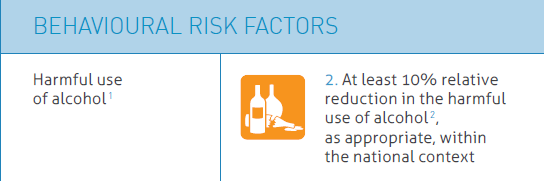 BEHAVIOURAL RISK FACTORS
Harmful use
of alcohol¹
2. At least 10% relative
reduction in the harmful
use of alcohol²,
as appropriate, within
the national context